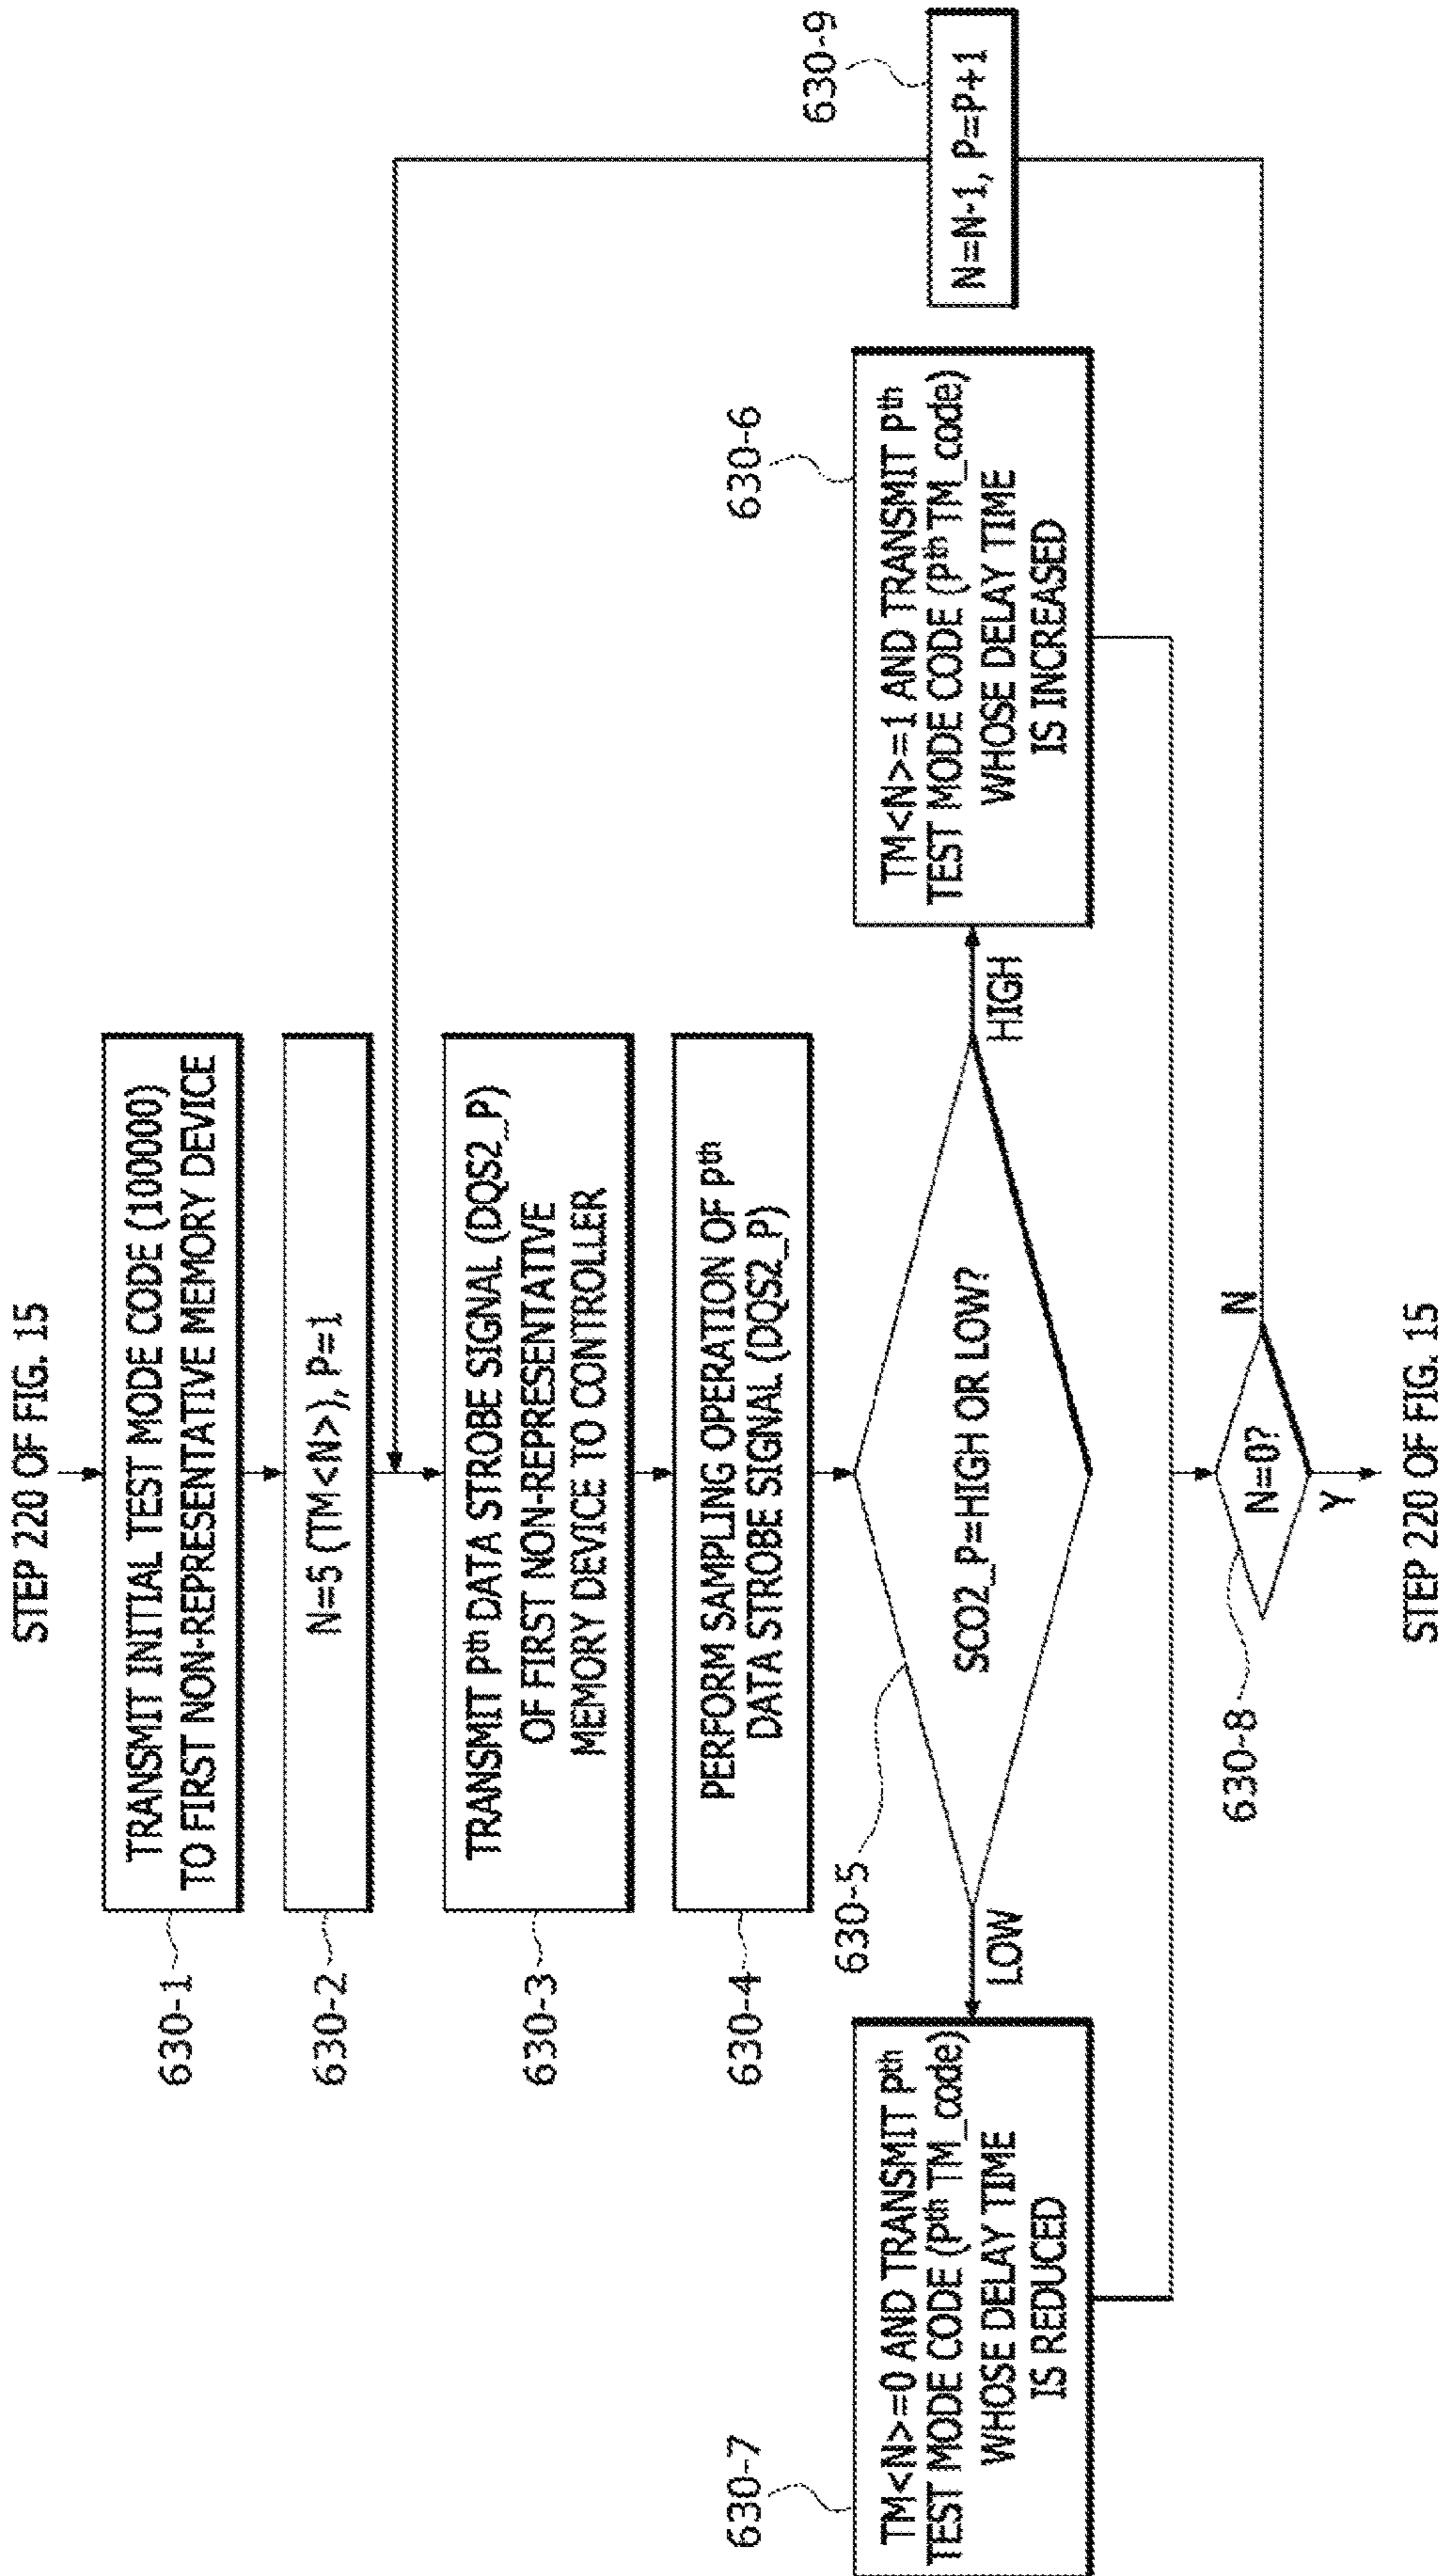 STEP 220 OF FIG. 15
630-1
TRANSMIT INITIAL TEST MODE CODE (100000)
TO FIRST NON-REPRESENTATIVE MEMORY DEVICE
630-2
N=5 (TM<N>), P=1
630-3
TRANSMIT Pth DATA STROBE SIGNAL (DQS2_P)
OF FIRST NON-REPRESENTATIVE
MEMORY DEVICE TO CONTROLLER
630-4
PERFORM SAMPLING OPERATION OF Pth
DATA STROBE SIGNAL (DQS2_P)
630-5
SCO2_P=HIGH OR LOW?
LOW
HIGH
630-7
TM<N>=0 AND TRANSMIT Pth
TEST MODE CODE (Pth TM_code)
WHOSE DELAY TIME
IS REDUCED
630-6
TM<N>=1 AND TRANSMIT Pth
TEST MODE CODE (Pth TM_code)
WHOSE DELAY TIME
IS INCREASED
630-9
N=N-1, P=P+1
630-8
N=0?
N
Y
STEP 220 OF FIG. 15